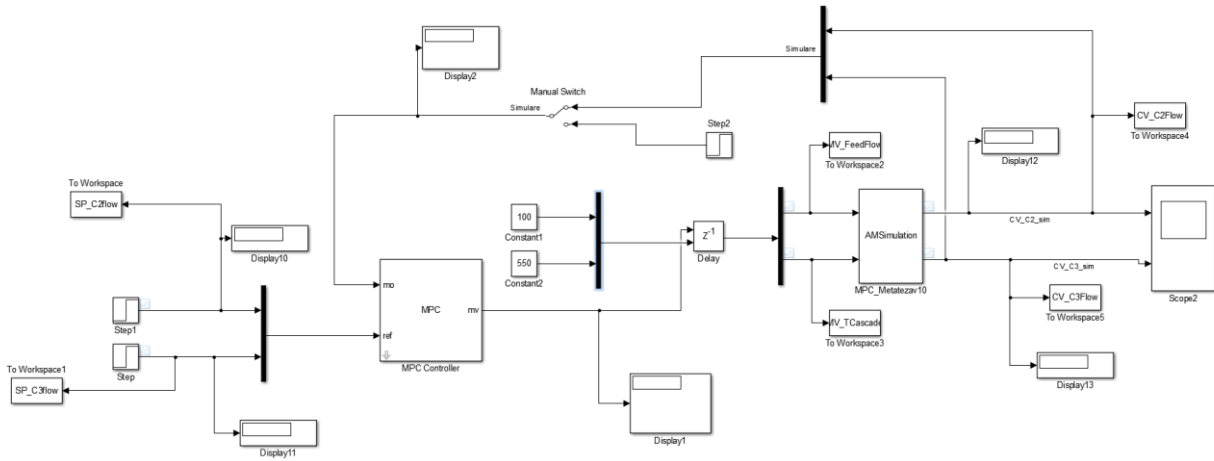 Display2
Simulare
Manual Switch
Simulare
Step2
CV_C2Flow
To Workspace4
MV_FeedFlow
To Workspace2
Display12
To Workspace
SP_C2flow
Display10
100
Constant1
550
Constant2
Z-1
Delay
AMSimulation
MPC_Metatezav10
CV_C2_sim
CV_C3_sim
Scope2
mo
MPC
mv
ref
MPC Controller
Step1
Step
To Workspace1
SP_C3flow
Display11
Display1
MV_TCascade
To Workspace3
CV_C3Flow
To Workspace5
Display13